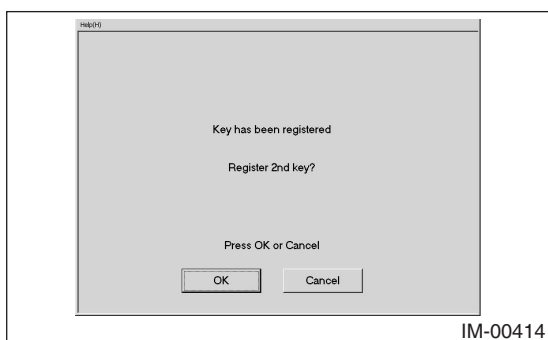 Help(H)
Key has been registered
Register 2nd key?
Press OK or Cancel
OK Cancel
IM-00414